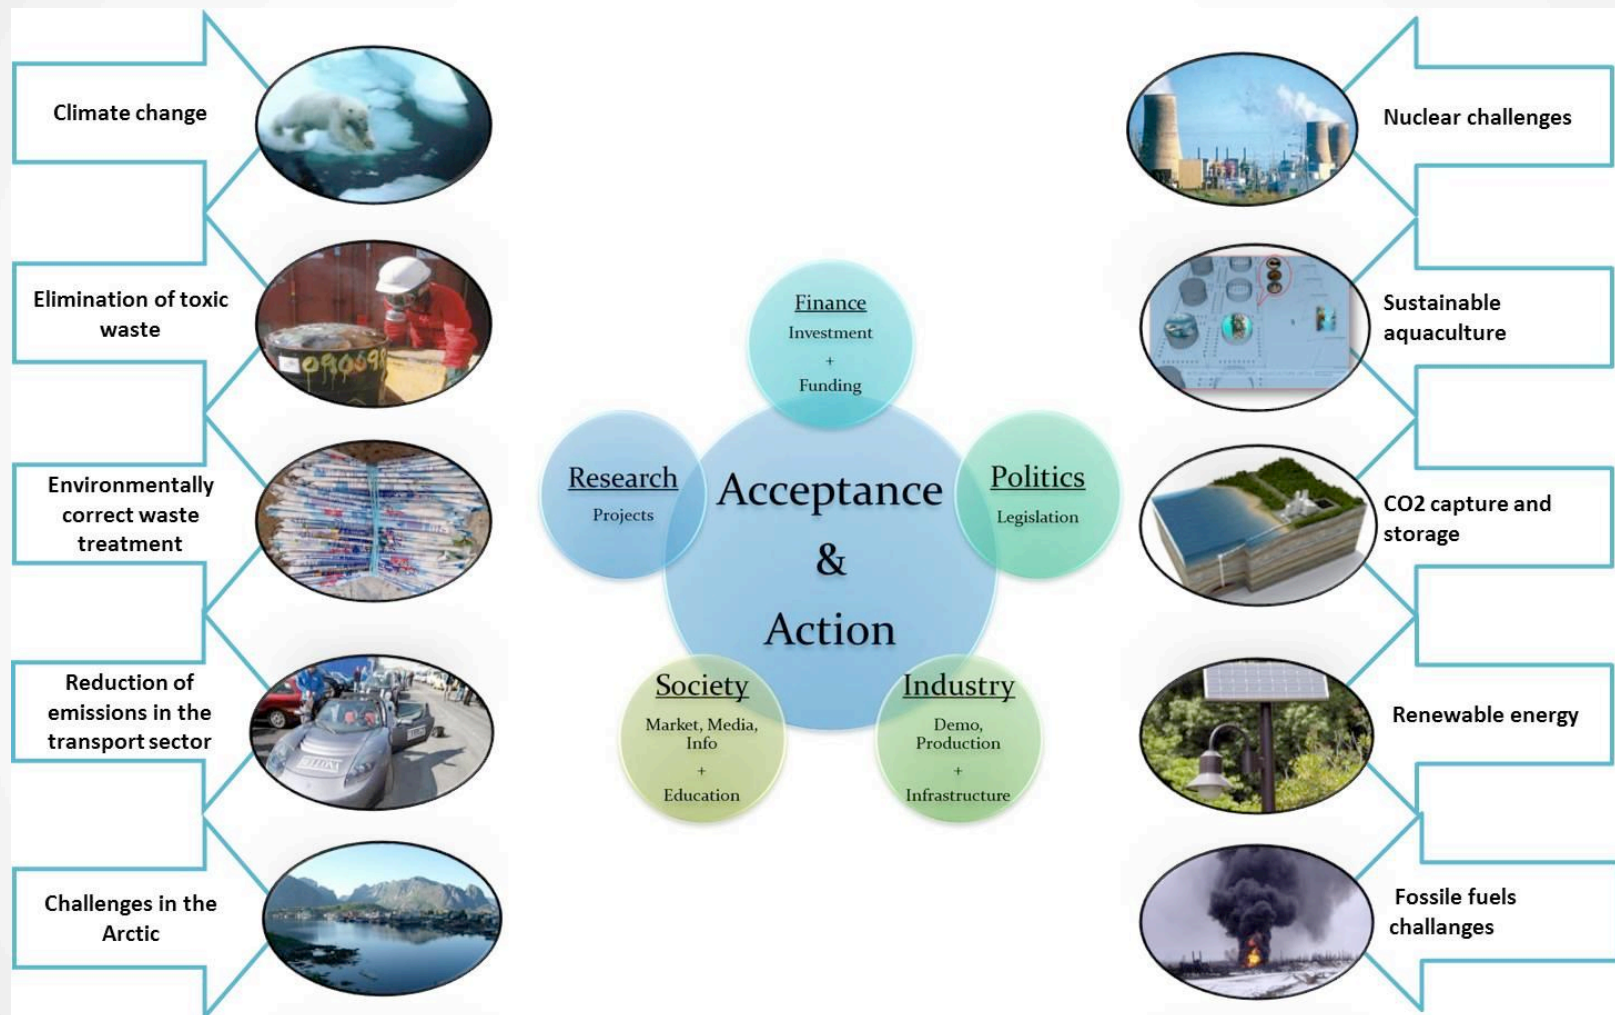 Climate change
Elimination of toxic
waste
Environmentally
correct waste
treatment
Reduction of
emissions in the
transport sector
Challenges in the
Arctic
090698
BELLONA
Finance
Investment
+
Funding
Research
Projects
Acceptance
&
Action
Politics
Legislation
Society
Market, Media,
Info
+
Education
Industry
Demo,
Production
+
Infrastructure
Nuclear challenges
Sustainable
aquaculture
CO2 capture and
storage
Renewable energy
Fossile fuels
challanges